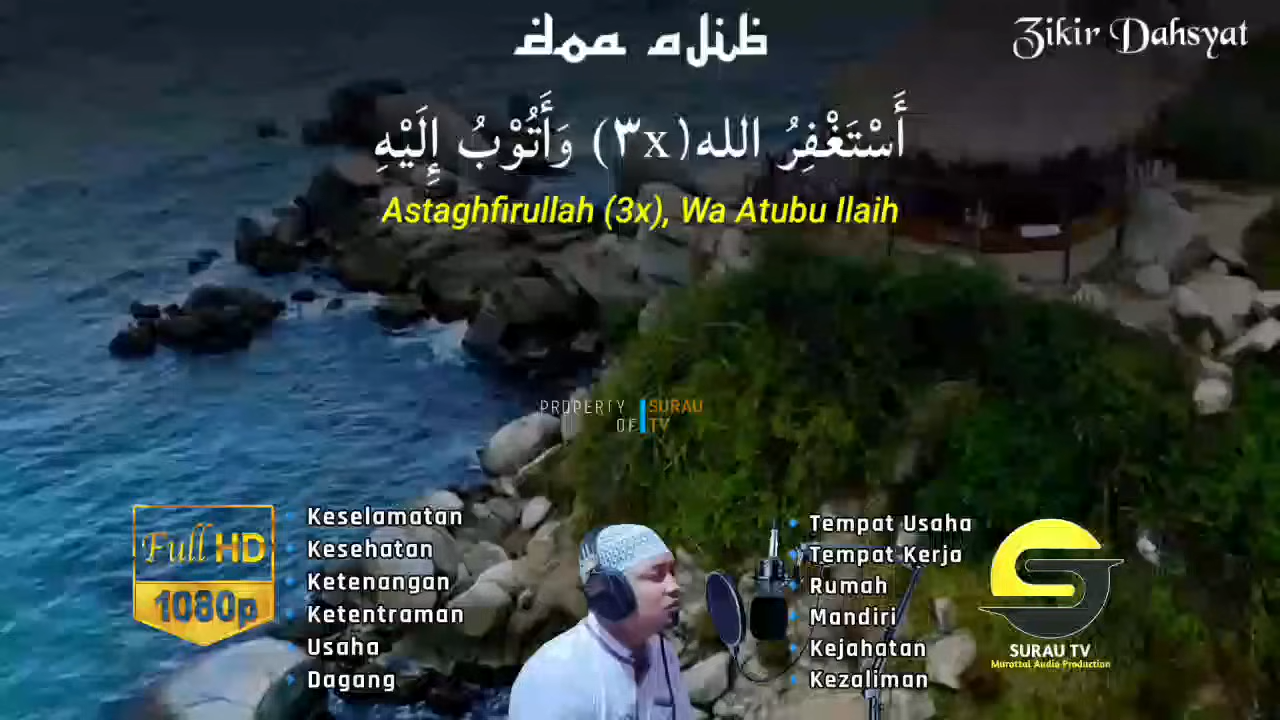 doa ajib
Zikir Dahsyat
أَسْتَغْفِرُ الله(٣x) وَأَتُوْبُ إِلَيْهِ
Astaghfirullah (3x), Wa Atubu Ilaih
PROPERTY OF
SURAU TV
Full HD
1080p
Keselamatan
Kesehatan
Ketenangan
Ketentraman
Usaha
Dagang
Tempat Usaha
Tempat Kerja
Rumah
Mandiri
Kejahatan
Kezaliman
SURAU TV
Murottal Audio Production